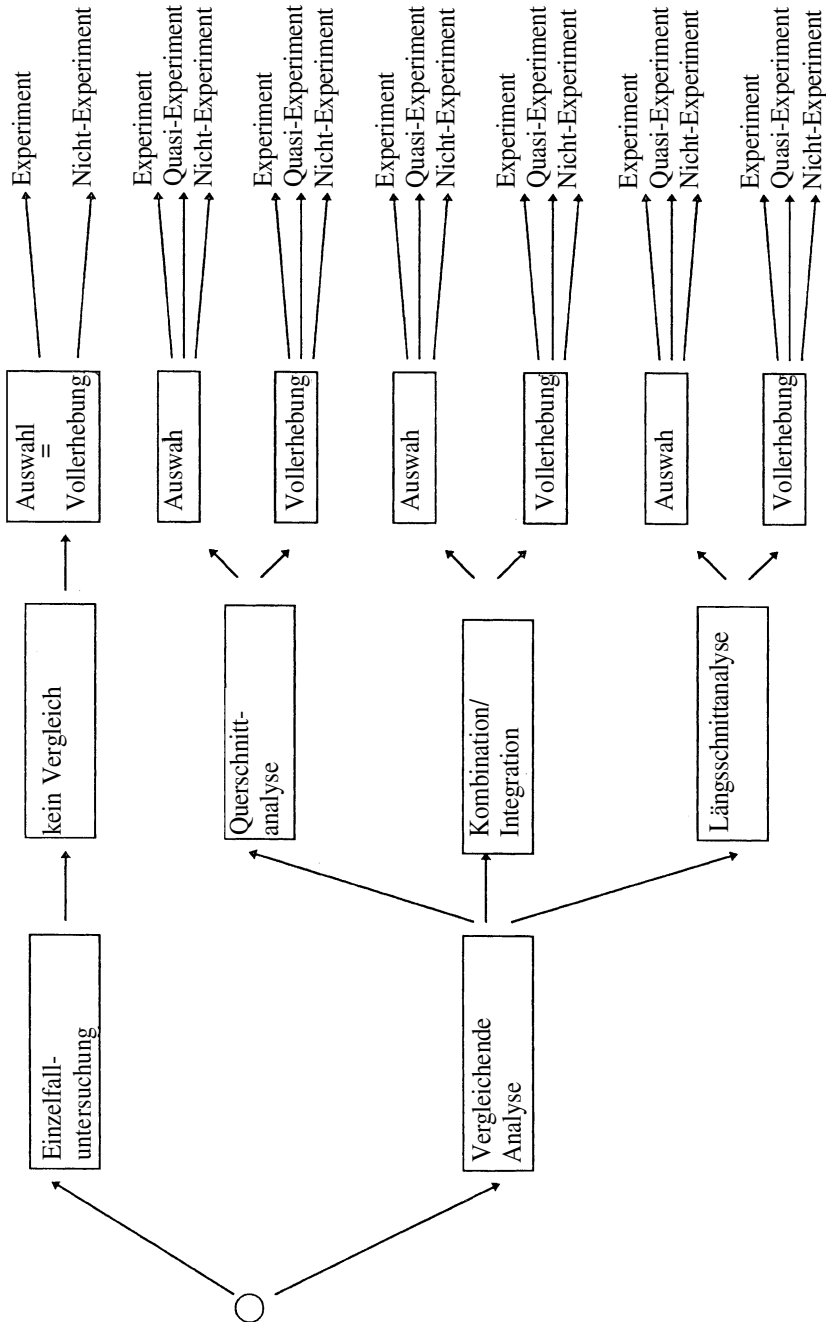 Einzelfall-
untersuchung
kein Vergleich
Auswahl
=
Vollerhebung
Experiment
Nicht-Experiment
Vergleichende
Analyse
Querschnitt-
analyse
Auswah
Experiment
Quasi-Experiment
Nicht-Experiment
Vollerhebung
Experiment
Quasi-Experiment
Nicht-Experiment
Kombination/
Integration
Auswah
Experiment
Quasi-Experiment
Nicht-Experiment
Vollerhebung
Experiment
Quasi-Experiment
Nicht-Experiment
Längsschnittanalyse
Auswah
Experiment
Quasi-Experiment
Nicht-Experiment
Vollerhebung
Experiment
Quasi-Experiment
Nicht-Experiment